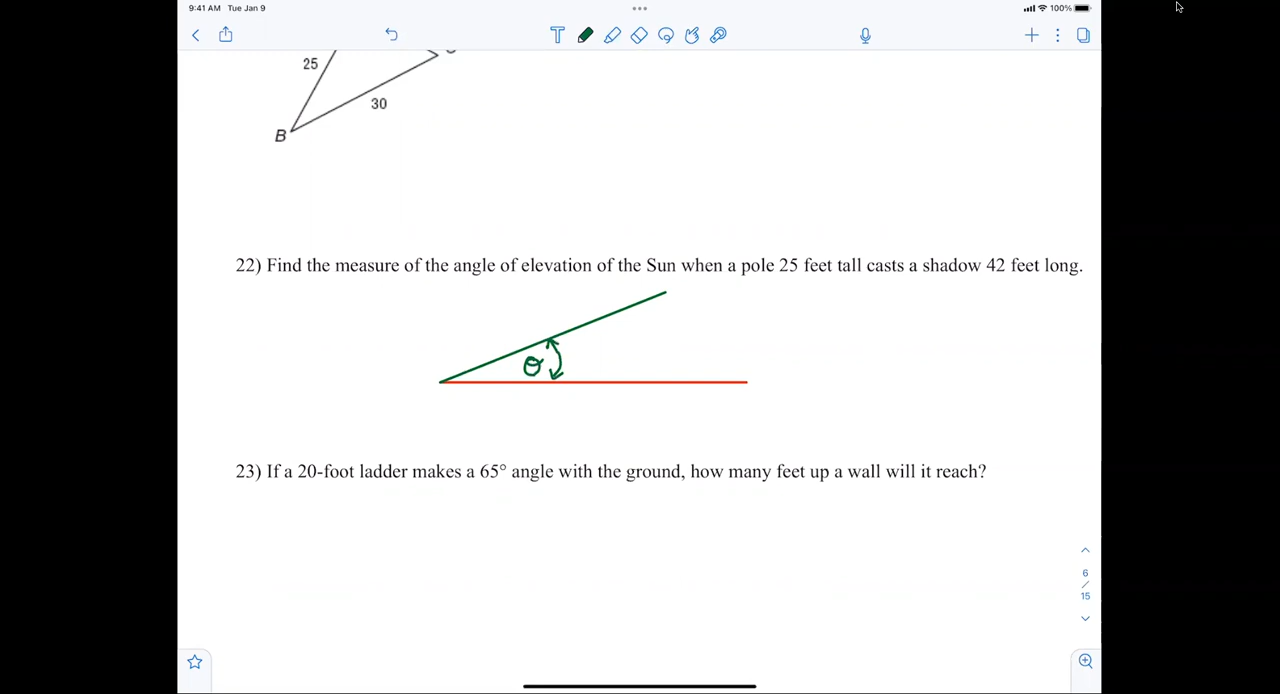 9:41 AM Tue Jan 9
100%
25
30
B
22) Find the measure of the angle of elevation of the Sun when a pole 25 feet tall casts a shadow 42 feet long.
θ
23) If a 20-foot ladder makes a 65° angle with the ground, how many feet up a wall will it reach?
6
/
15